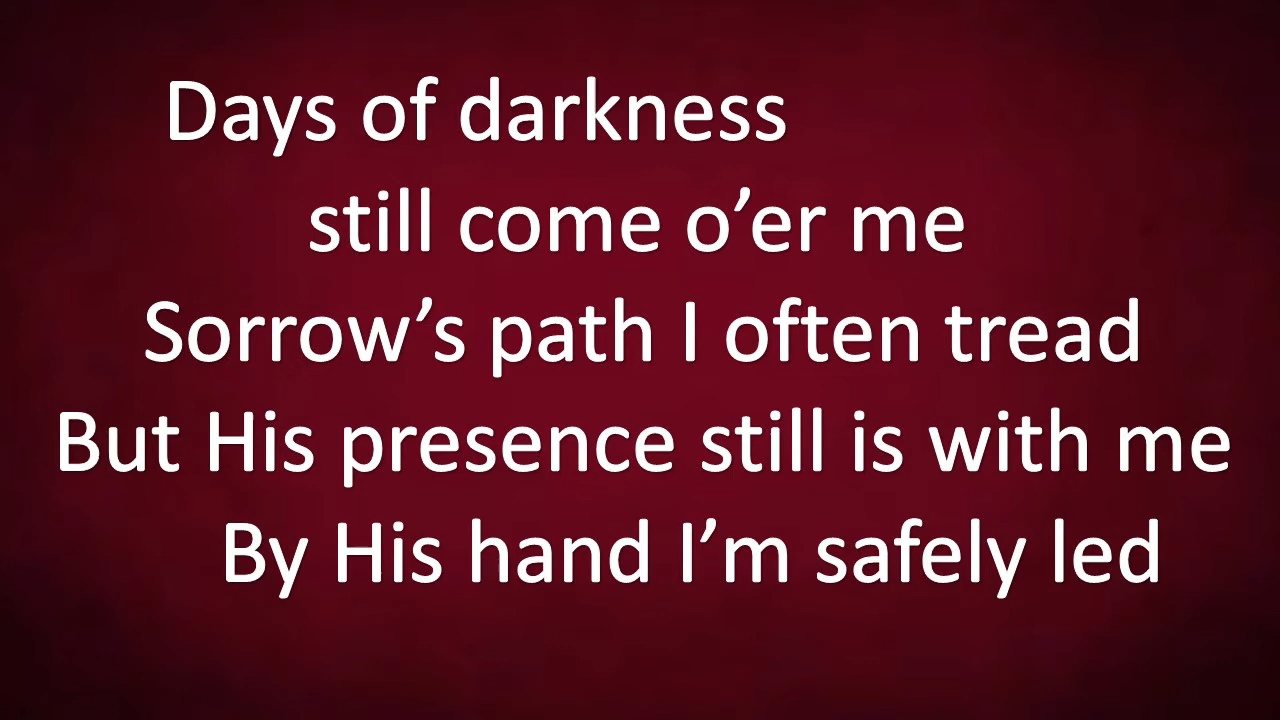 Days of darkness
still come o’er me
Sorrow’s path I often tread
But His presence still is with me
By His hand I’m safely led